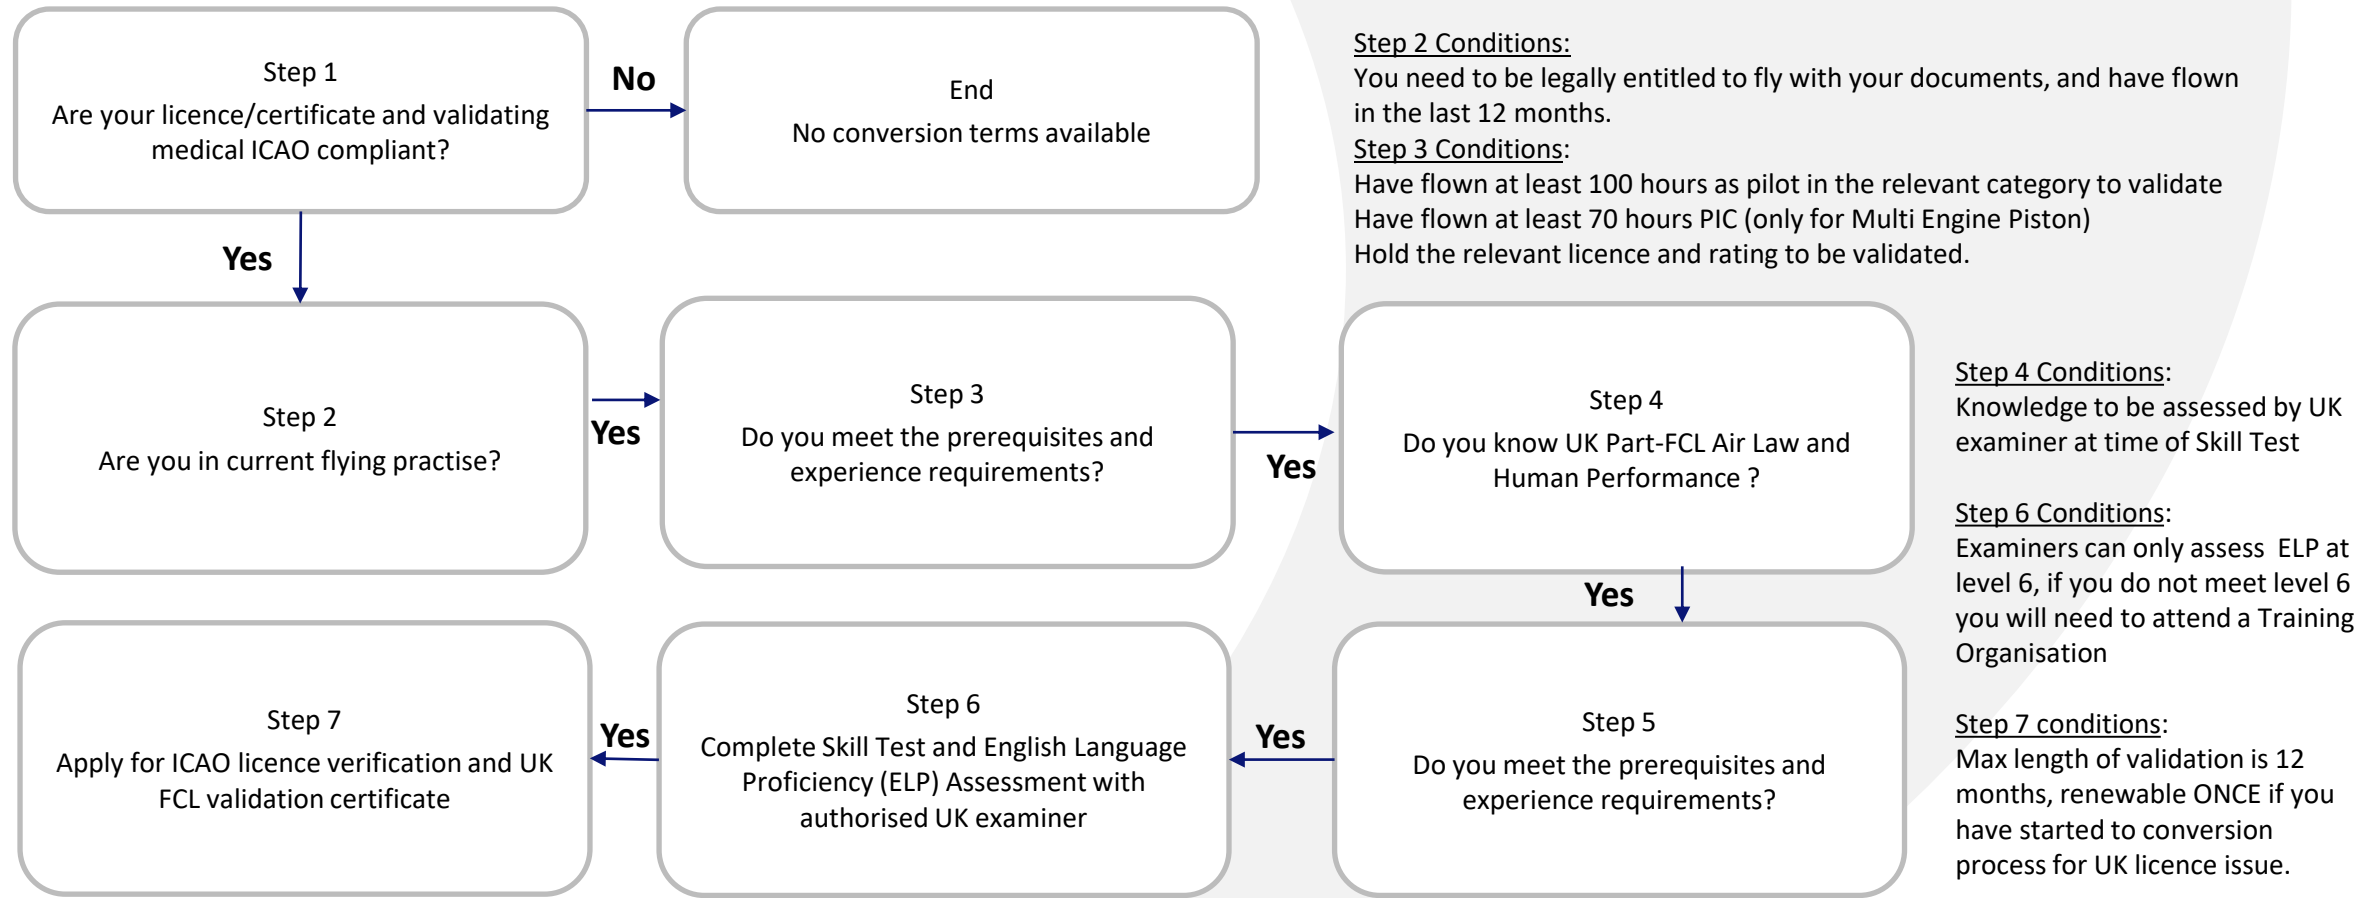 Step 1
Are your licence/certificate and validating
medical ICAO compliant?
No
End
No conversion terms available
Step 2 Conditions:
You need to be legally entitled to fly with your documents, and have flown
in the last 12 months.
Step 3 Conditions:
Have flown at least 100 hours as pilot in the relevant category to validate
Have flown at least 70 hours PIC (only for Multi Engine Piston)
Hold the relevant licence and rating to be validated.
Yes
Step 2
Are you in current flying practise?
Yes
Step 3
Do you meet the prerequisites and
experience requirements?
Yes
Step 4
Do you know UK Part-FCL Air Law and
Human Performance ?
Step 4 Conditions:
Knowledge to be assessed by UK
examiner at time of Skill Test
Step 6 Conditions:
Examiners can only assess  ELP at
level 6, if you do not meet level 6
you will need to attend a Training
Organisation
Yes
Step 7
Apply for ICAO licence verification and UK
FCL validation certificate
Yes
Step 6
Complete Skill Test and English Language
Proficiency (ELP) Assessment with
authorised UK examiner
Yes
Step 5
Do you meet the prerequisites and
experience requirements?
Step 7 conditions:
Max length of validation is 12
months, renewable ONCE if you
have started to conversion
process for UK licence issue.